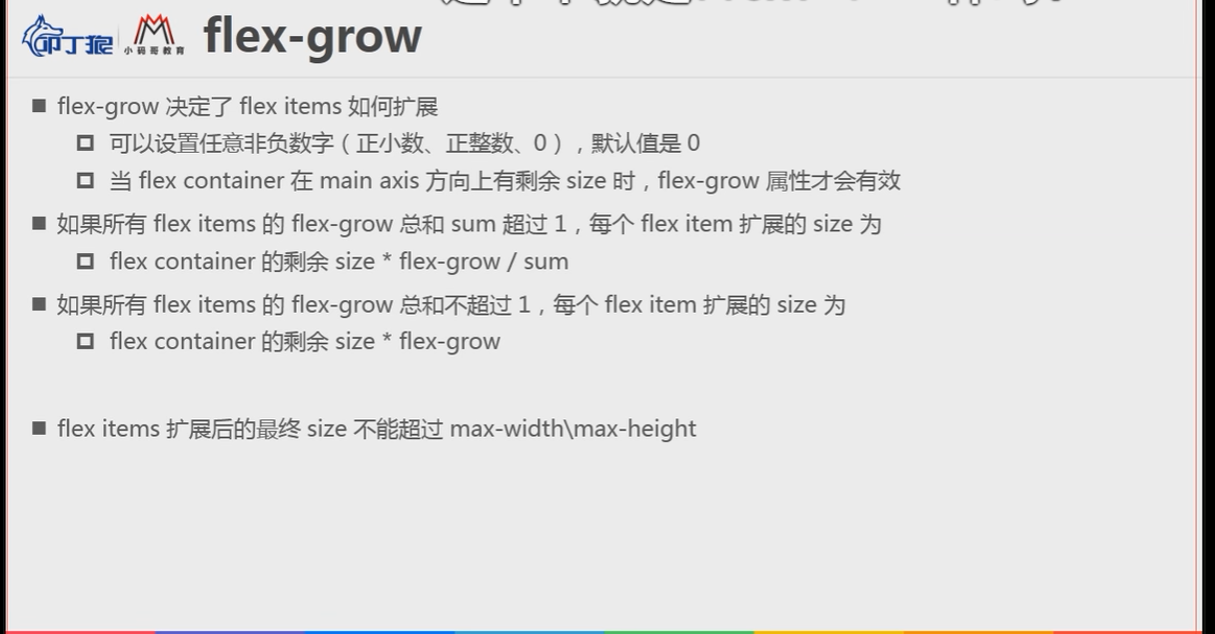 叩丁狼
小码哥教育
flex-grow
flex-grow 决定了 flex items 如何扩展
可以设置任意非负数字（正小数、正整数、0），默认值是 0
当 flex container 在 main axis 方向上有剩余 size 时，flex-grow 属性才会有效
如果所有 flex items 的 flex-grow 总和 sum 超过 1，每个 flex item 扩展的 size 为
flex container 的剩余 size * flex-grow / sum
如果所有 flex items 的 flex-grow 总和不超过 1，每个 flex item 扩展的 size 为
flex container 的剩余 size * flex-grow
flex items 扩展后的最终 size 不能超过 max-width\max-height